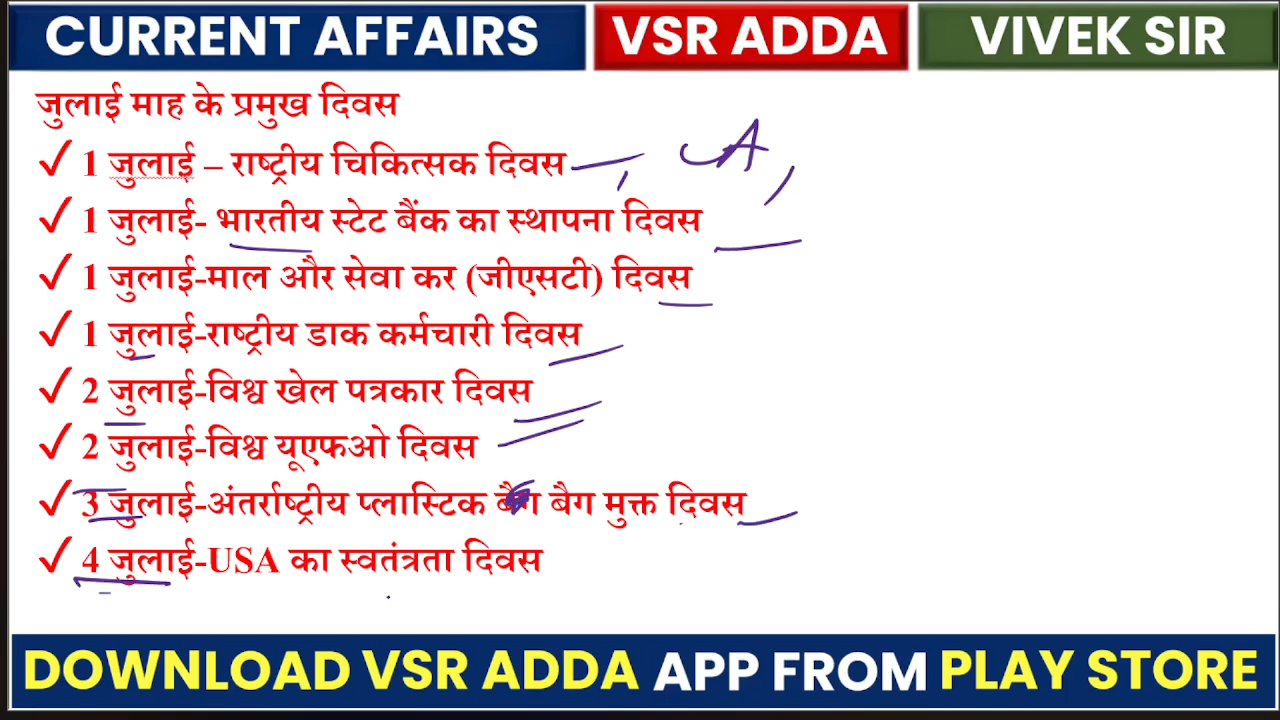 CURRENT AFFAIRS VSR ADDA VIVEK SIR
जुलाई माह के प्रमुख दिवस
✓ 1 जुलाई – राष्ट्रीय चिकित्सक दिवस
✓ 1 जुलाई- भारतीय स्टेट बैंक का स्थापना दिवस
✓ 1 जुलाई-माल और सेवा कर (जीएसटी) दिवस
✓ 1 जुलाई-राष्ट्रीय डाक कर्मचारी दिवस
✓ 2 जुलाई-विश्व खेल पत्रकार दिवस
✓ 2 जुलाई-विश्व यूएफओ दिवस
✓ 3 जुलाई-अंतर्राष्ट्रीय प्लास्टिक बैग बैग मुक्त दिवस
✓ 4 जुलाई-USA का स्वतंत्रता दिवस
DOWNLOAD VSR ADDA APP FROM PLAY STORE